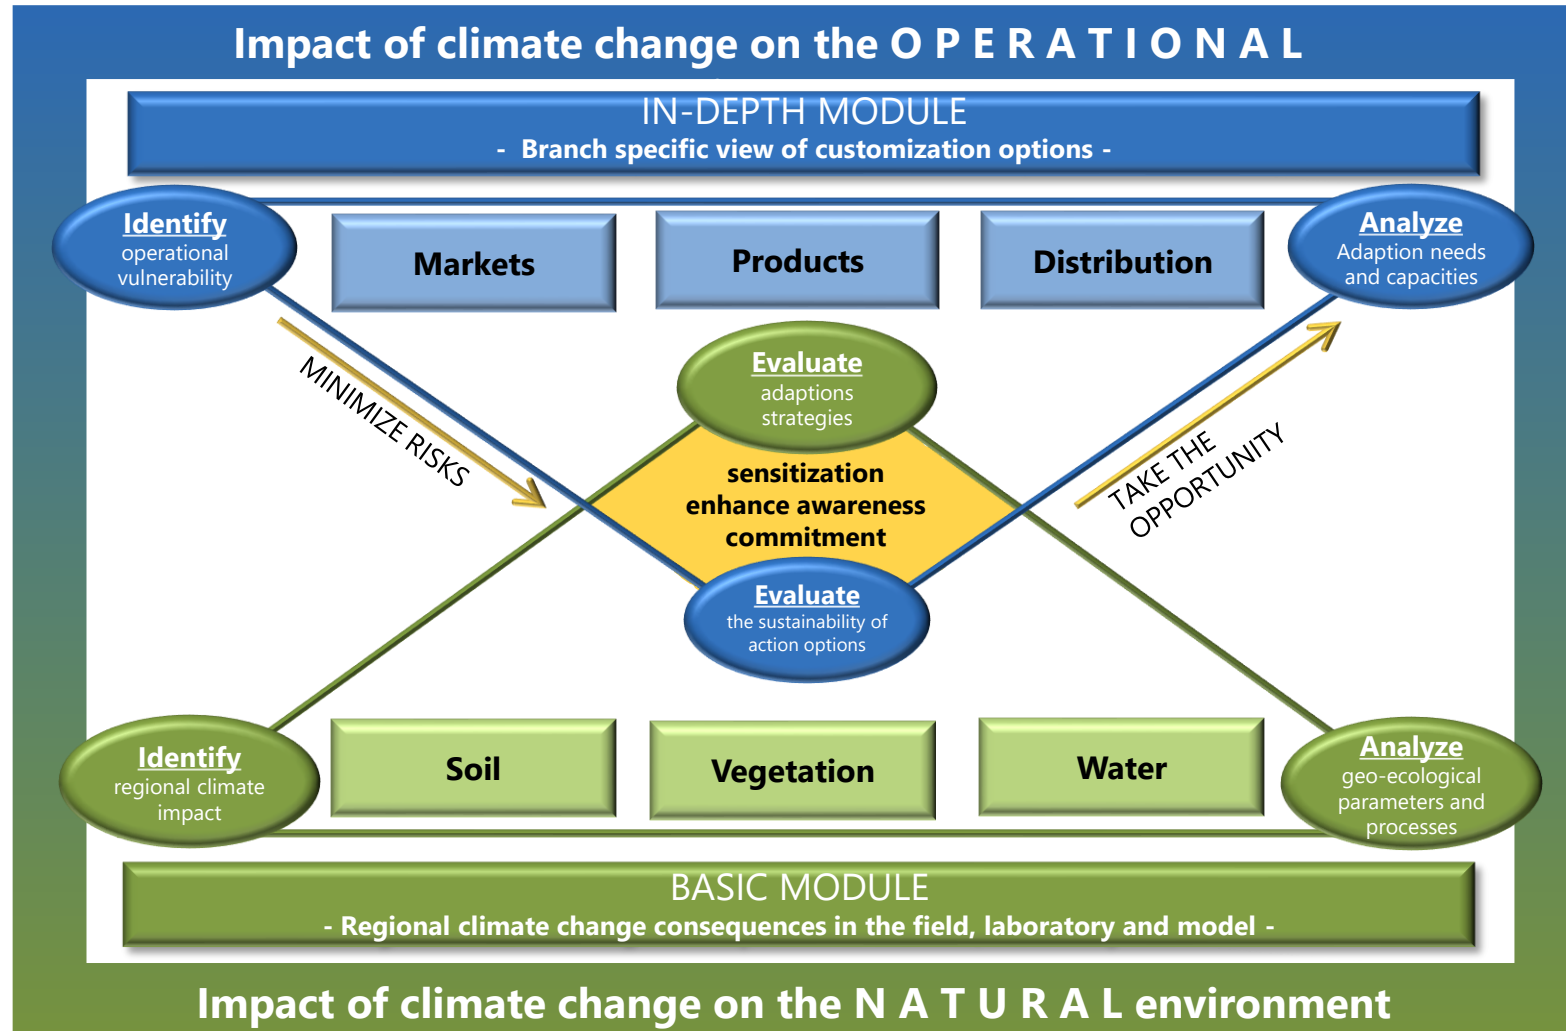 Impact of climate change on the O P E R A T I O N A L
IN-DEPTH MODULE
- Branch specific view of customization options -
Identify
operational
vulnerability
Markets
Products
Distribution
Analyze
Adaption needs
and capacities
MINIMIZE RISKS
Evaluate
adaptions
strategies
TAKE THE
OPPORTUNITY
sensitization
enhance awareness
commitment
Evaluate
the sustainability of
action options
Identify
regional climate
impact
Soil
Vegetation
Water
Analyze
geo-ecological
parameters and
processes
BASIC MODULE
- Regional climate change consequences in the field, laboratory and model -
Impact of climate change on the N A T U R A L environment